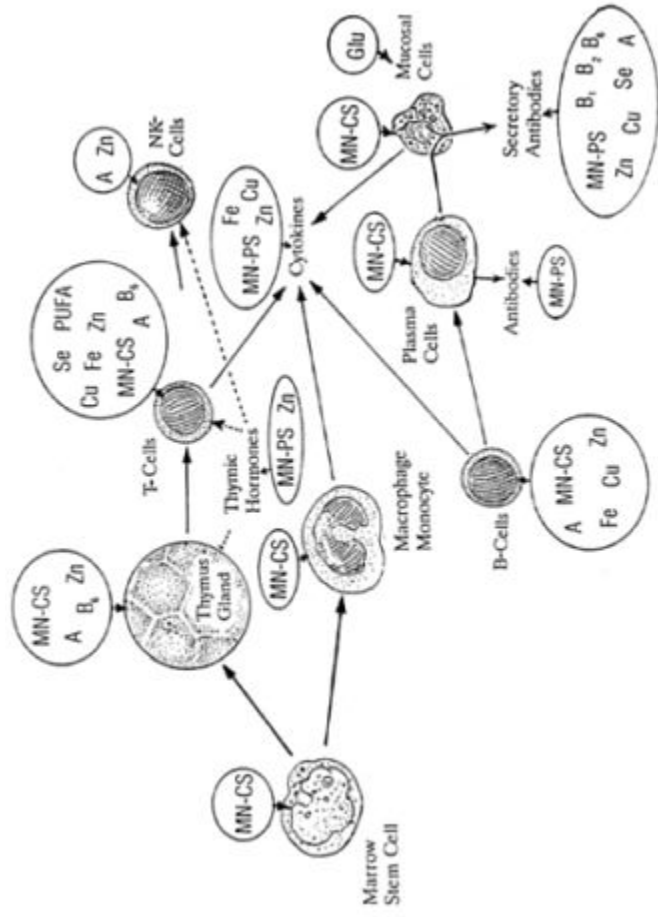 MN-CS
Marrow
Stem Cell
MN-CS
A B₆ Zn
Thymus
Gland
Se PUFA
Cu Fe Zn
MN-CS
A B₆
T-Cells
Thymic
Hormones
MN-PS Zn
A Zn
NK-
Cells
MN-CS
Macrophage
Monocyte
MN-PS Fe
Zn Cu
Cytokines
B-Cells
A MN-CS
Fe Cu Zn
MN-CS
Plasma
Cells
Antibodies
MN-PS
MN-CS
Glu
Mucosal
Cells
Secretory
Antibodies
MN-PS B₁ B₂ B₆
Zn Cu Se A